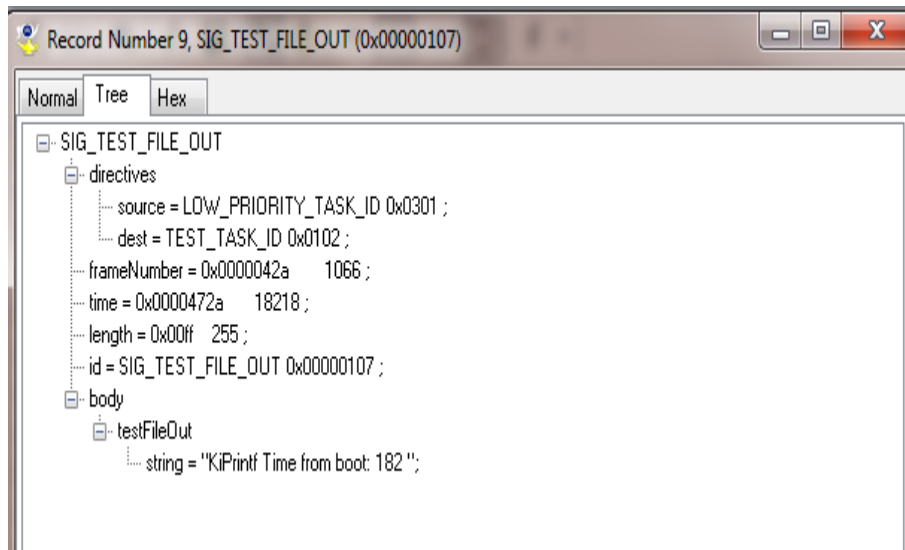 Record Number 9, SIG_TEST_FILE_OUT (0x00000107)
Normal Tree Hex
SIG_TEST_FILE_OUT
directives
source = LOW_PRIORITY_TASK_ID 0x0301 ;
dest = TEST_TASK_ID 0x0102 ;
frameNumber = 0x0000042a 1066 ;
time = 0x0000472a 18218 ;
length = 0x00ff 255 ;
id = SIG_TEST_FILE_OUT 0x00000107 ;
body
testFileOut
string = "KiPrintf Time from boot: 182 ";